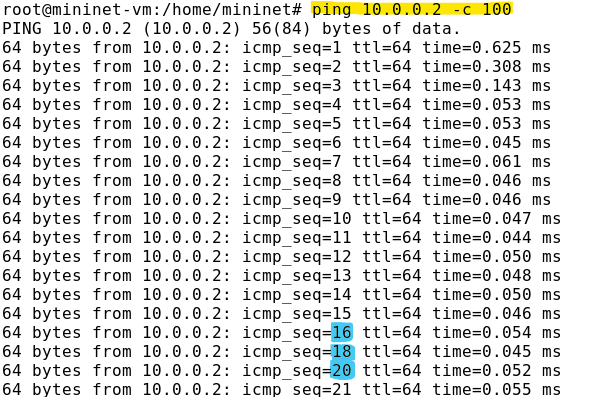 root@mininet-vm:/home/mininet# ping 10.0.0.2 -c 100
PING 10.0.0.2 (10.0.0.2) 56(84) bytes of data.
64 bytes from 10.0.0.2: icmp_seq=1 ttl=64 time=0.625 ms
64 bytes from 10.0.0.2: icmp_seq=2 ttl=64 time=0.308 ms
64 bytes from 10.0.0.2: icmp_seq=3 ttl=64 time=0.143 ms
64 bytes from 10.0.0.2: icmp_seq=4 ttl=64 time=0.053 ms
64 bytes from 10.0.0.2: icmp_seq=5 ttl=64 time=0.053 ms
64 bytes from 10.0.0.2: icmp_seq=6 ttl=64 time=0.045 ms
64 bytes from 10.0.0.2: icmp_seq=7 ttl=64 time=0.061 ms
64 bytes from 10.0.0.2: icmp_seq=8 ttl=64 time=0.046 ms
64 bytes from 10.0.0.2: icmp_seq=9 ttl=64 time=0.046 ms
64 bytes from 10.0.0.2: icmp_seq=10 ttl=64 time=0.047 ms
64 bytes from 10.0.0.2: icmp_seq=11 ttl=64 time=0.044 ms
64 bytes from 10.0.0.2: icmp_seq=12 ttl=64 time=0.050 ms
64 bytes from 10.0.0.2: icmp_seq=13 ttl=64 time=0.048 ms
64 bytes from 10.0.0.2: icmp_seq=14 ttl=64 time=0.050 ms
64 bytes from 10.0.0.2: icmp_seq=15 ttl=64 time=0.046 ms
64 bytes from 10.0.0.2: icmp_seq=16 ttl=64 time=0.054 ms
64 bytes from 10.0.0.2: icmp_seq=18 ttl=64 time=0.045 ms
64 bytes from 10.0.0.2: icmp_seq=20 ttl=64 time=0.052 ms
64 bytes from 10.0.0.2: icmp_seq=21 ttl=64 time=0.055 ms